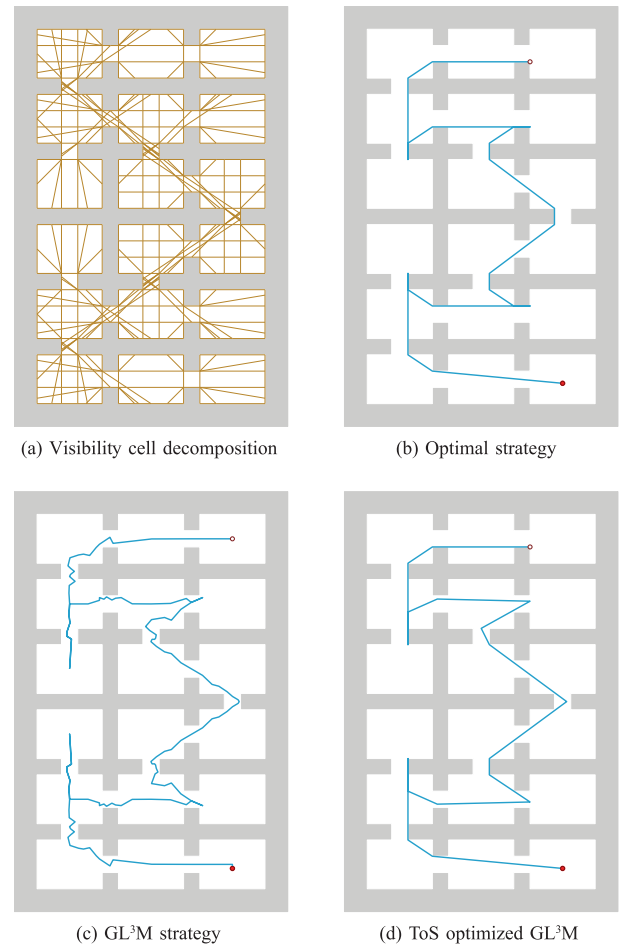 (a) Visibility cell decomposition
(b) Optimal strategy
(c) GL³M strategy
(d) ToS optimized GL³M